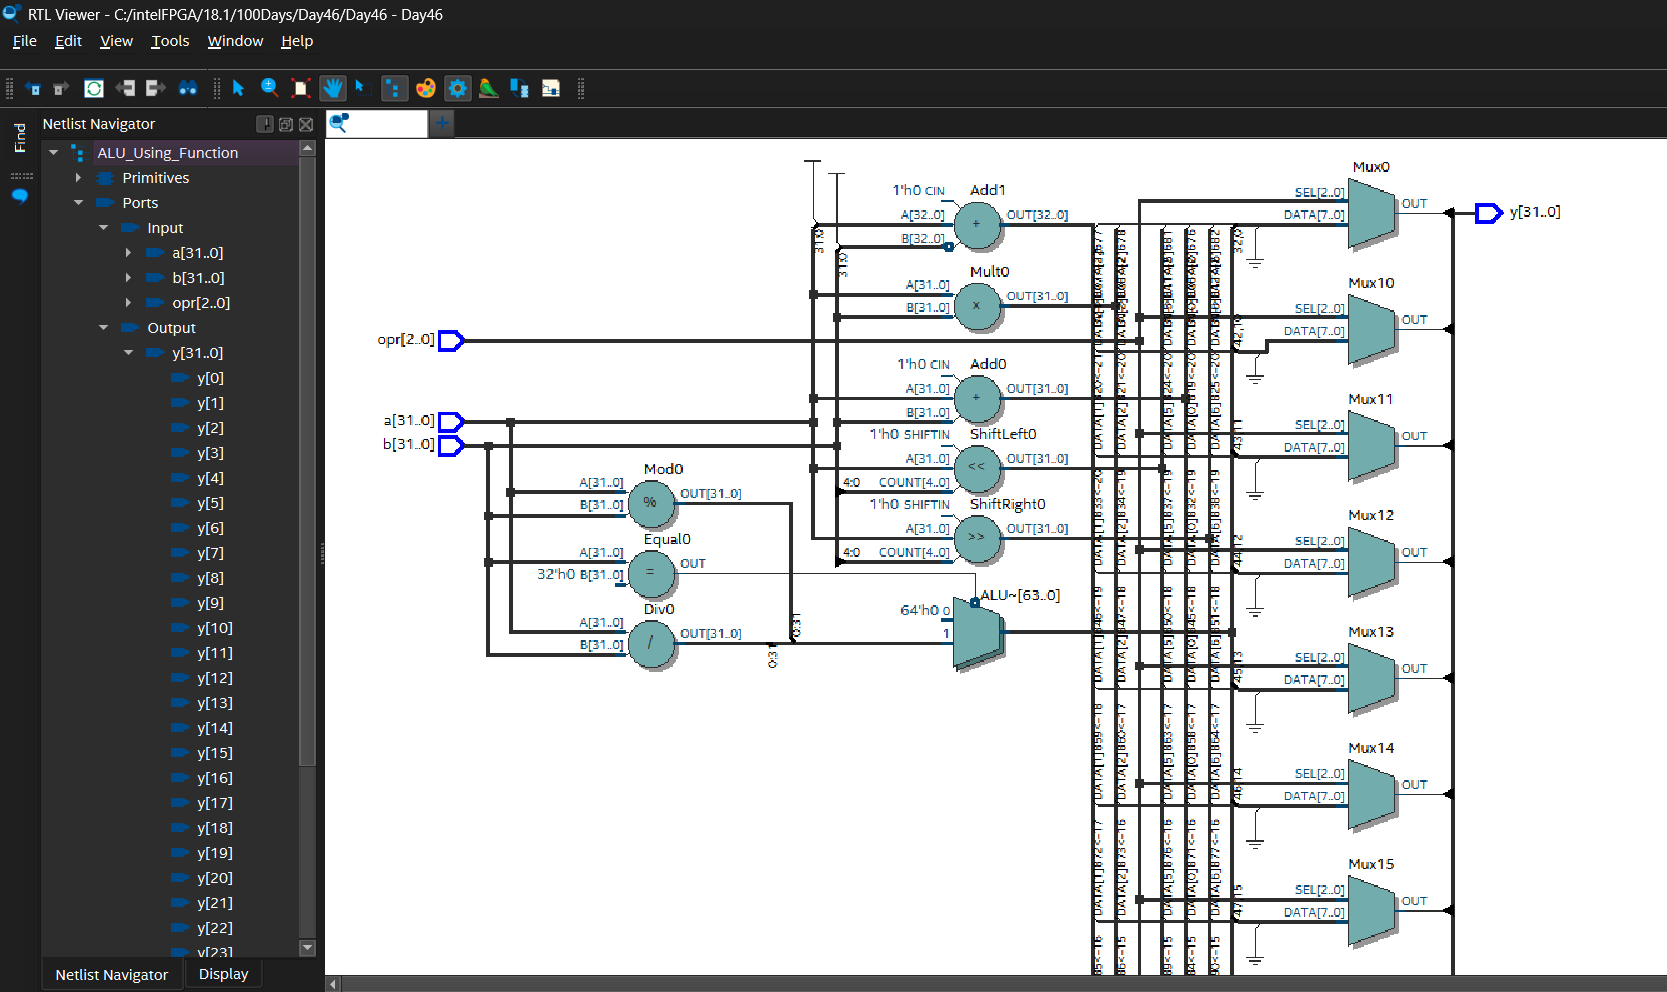 RTL Viewer - C:/intelFPGA/18.1/100Days/Day46/Day46 - Day46
File Edit View Tools Window Help
Find
Netlist Navigator
ALU_Using_Function
Primitives
Ports
Input
a[31..0]
b[31..0]
opr[2..0]
Output
y[31..0]
y[0]
y[1]
y[2]
y[3]
y[4]
y[5]
y[6]
y[7]
y[8]
y[9]
y[10]
y[11]
y[12]
y[13]
y[14]
y[15]
y[16]
y[17]
y[18]
y[19]
y[20]
y[21]
y[22]
y[23]
Netlist Navigator Display
opr[2..0]
a[31..0]
b[31..0]
Mod0
A[31..0] OUT[31..0]
B[31..0]
%
Equal0
A[31..0] OUT
32'h0 B[31..0]
=
Div0
A[31..0] OUT[31..0]
B[31..0]
/
0:31
0:31
31:0
31:0
1'h0 CIN Add1
A[32..0] OUT[32..0]
B[32..0]
+
Mult0
A[31..0] OUT[31..0]
B[31..0]
x
1'h0 CIN Add0
A[31..0] OUT[31..0]
B[31..0]
+
1'h0 SHIFTIN ShiftLeft0
A[31..0] OUT[31..0]
4:0 COUNT[4..0]
<<
1'h0 SHIFTIN ShiftRight0
A[31..0] OUT[31..0]
4:0 COUNT[4..0]
>>
ALU~[63..0]
64'h0 0
1
Mux0
SEL[2..0] OUT
DATA[7..0]
y[31..0]
Mux10
SEL[2..0] OUT
DATA[7..0]
Mux11
SEL[2..0] OUT
DATA[7..0]
Mux12
SEL[2..0] OUT
DATA[7..0]
Mux13
SEL[2..0] OUT
DATA[7..0]
Mux14
SEL[2..0] OUT
DATA[7..0]
Mux15
SEL[2..0] OUT
DATA[7..0]